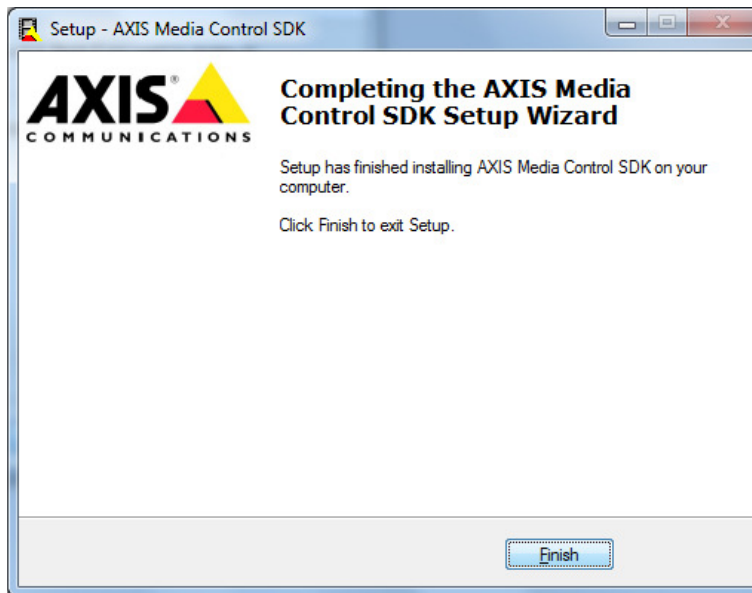 Setup - AXIS Media Control SDK
AXIS®
COMMUNICATIONS
Completing the AXIS Media
Control SDK Setup Wizard
Setup has finished installing AXIS Media Control SDK on your
computer.
Click Finish to exit Setup.
Finish